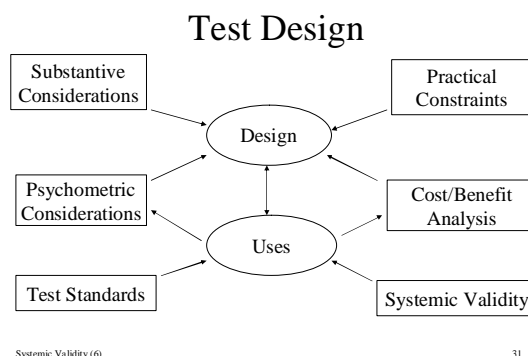 Test Design
Substantive
Considerations
Practical
Constraints
Design
Psychometric
Considerations
Cost/Benefit
Analysis
Uses
Test Standards
Systemic Validity
Systemic Validity (6)
31